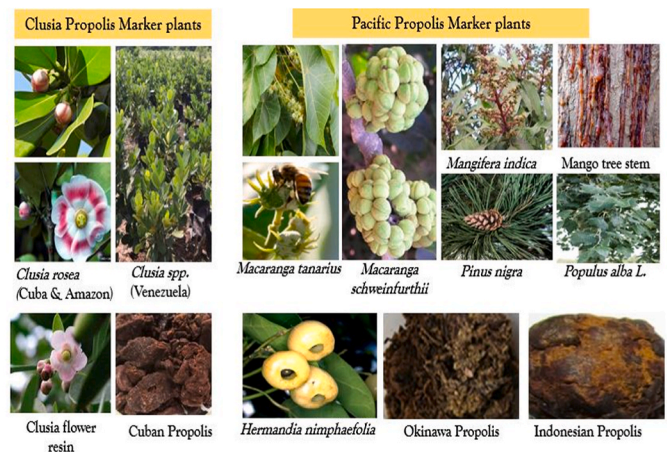 Clusia Propolis Marker plants
Pacific Propolis Marker plants
Clusia rosea
(Cuba & Amazon)
Clusia spp.
(Venezuela)
Mangifera indica
Mango tree stem
Macaranga tanarius
Macaranga
schweinfurthii
Pinus nigra
Populus alba L.
Clusia flower
resin
Cuban Propolis
Hermandia nimphaefolia
Okinawa Propolis
Indonesian Propolis